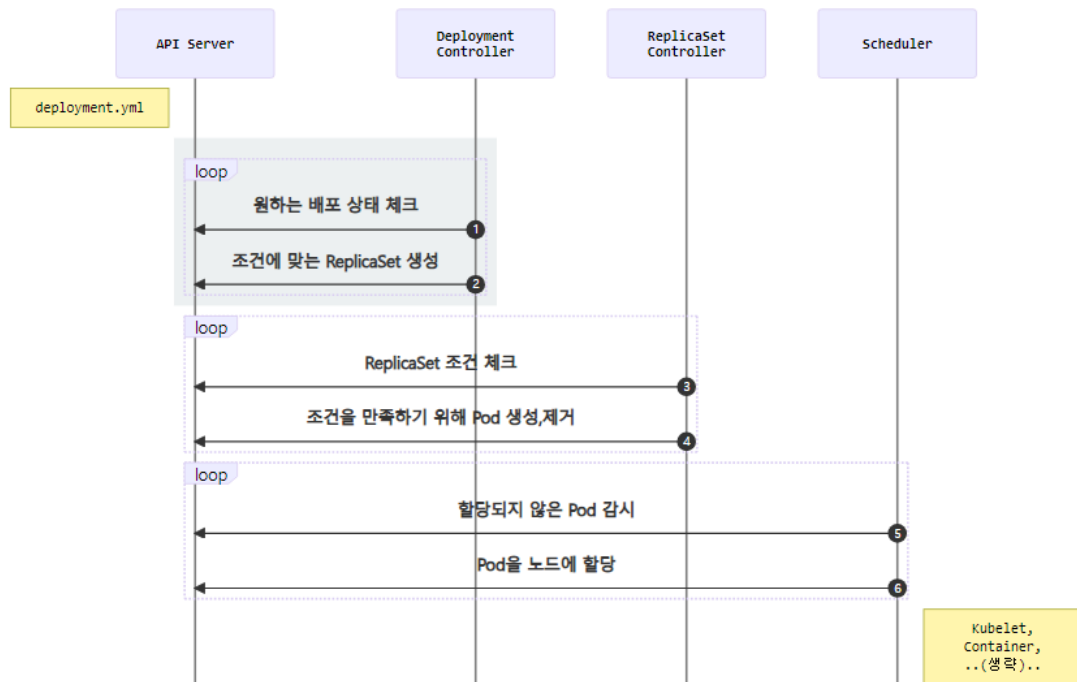 API Server
Deployment
Controller
ReplicaSet
Controller
Scheduler
deployment.yml
loop
원하는 배포 상태 체크
1
조건에 맞는 ReplicaSet 생성
2
loop
ReplicaSet 조건 체크
3
조건을 만족하기 위해 Pod 생성,제거
4
loop
할당되지 않은 Pod 감시
5
Pod을 노드에 할당
6
Kubelet,
Container,
..(생략)..